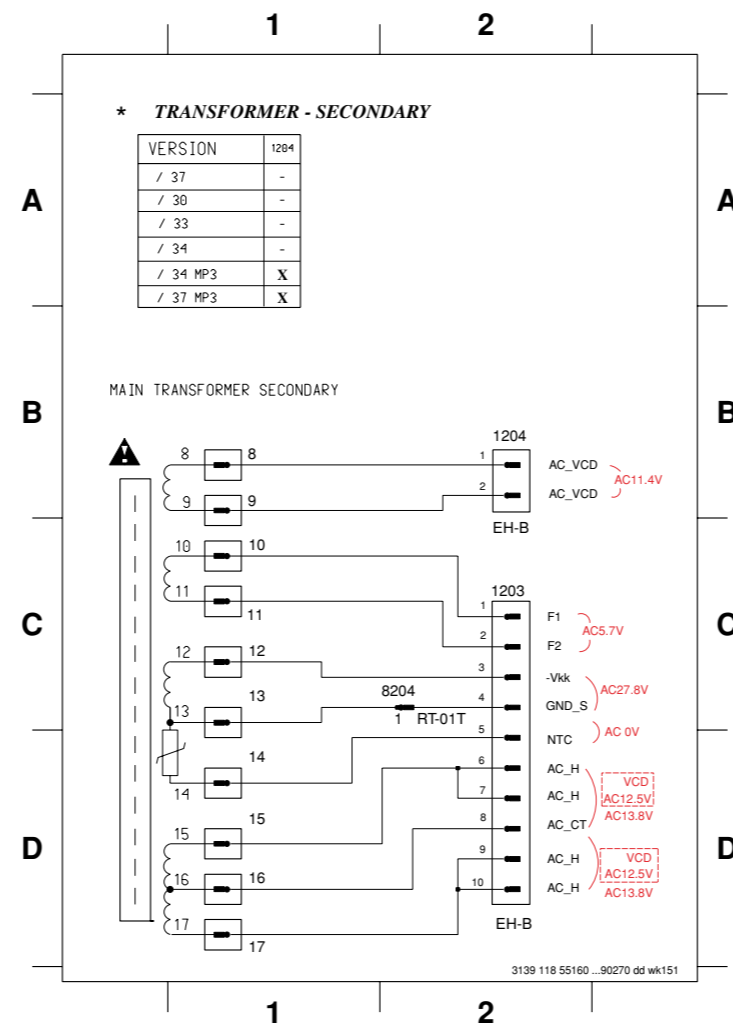 1 2
* TRANSFORMER - SECONDARY
VERSION 1204
/ 37 -
/ 30 -
/ 33 -
/ 34 -
/ 34 MP3 X
/ 37 MP3 X
A A
MAIN TRANSFORMER SECONDARY
B B
1204
8 8 1 AC_VCD
AC11.4V
9 9 2 AC_VCD
EH-B
10 10
1203
11 11 1 F1
AC5.7V
C C
2 F2
12 12 3 -Vkk
AC27.8V
13 13 8204 4 GND_S
1 RT-01T
5 NTC AC 0V
14 14 6 AC_H
VCD
7 AC_H AC12.5V
AC13.8V
15 15 8 AC_CT
D D
9 AC_H VCD
AC12.5V
16 16 10 AC_H AC13.8V
17 17
EH-B
3139 118 55160 ...90270 dd wk151
1 2